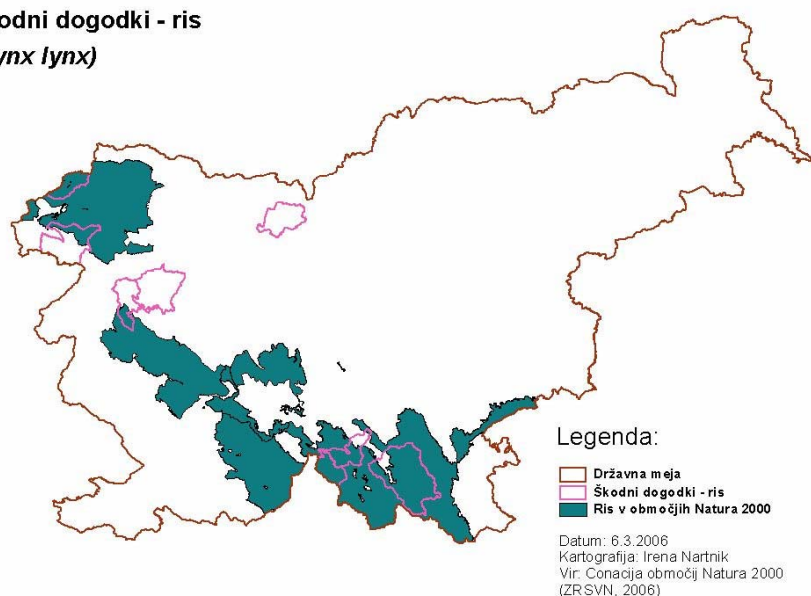 odni dogodki - ris
ynx lynx)
Legenda:
Državna meja
Škodni dogodki - ris
Ris v območjih Natura 2000
Datum: 6.3.2006
Kartografija: Irena Nartnik
Vir: Conacija območij Natura 2000
(ZRSVN, 2006)